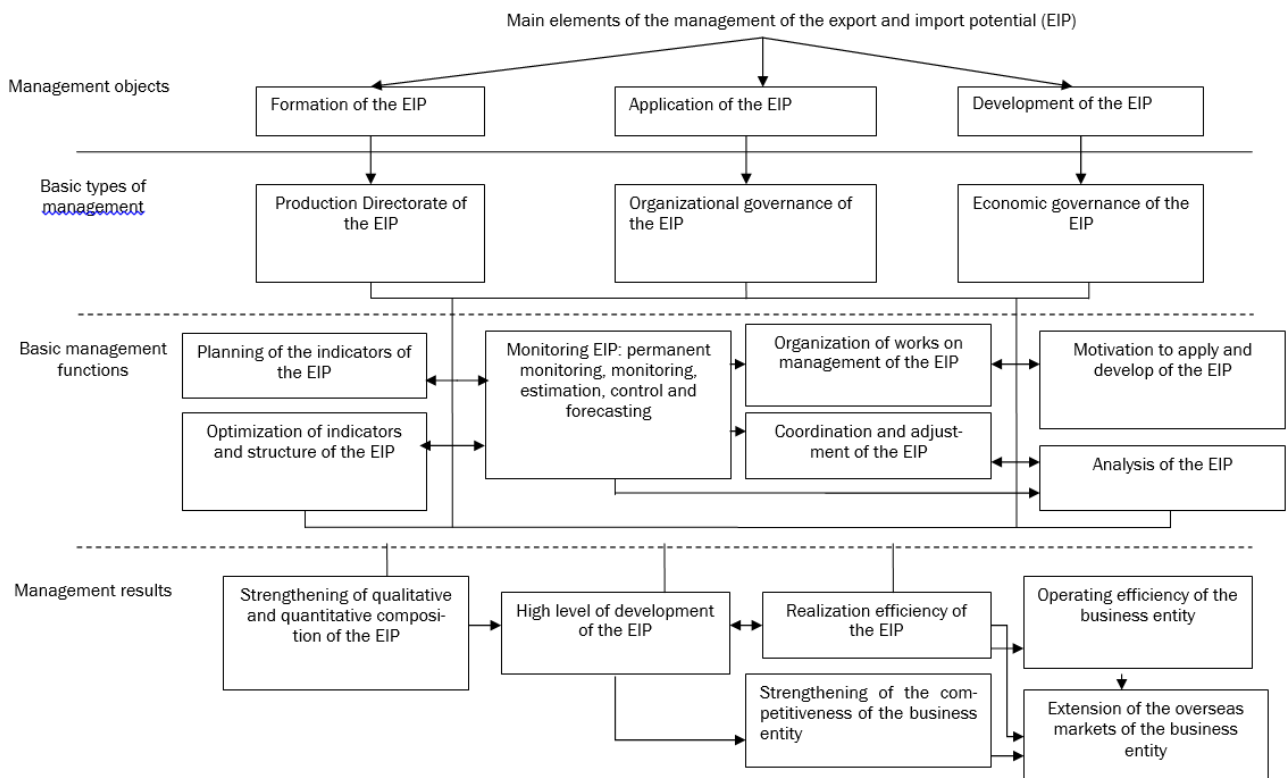 Main elements of the management of the export and import potential (EIP)
Management objects
Formation of the EIP
Application of the EIP
Development of the EIP
Basic types of
management
Production Directorate of
the EIP
Organizational governance of
the EIP
Economic governance of the
EIP
Basic management
functions
Planning of the indicators of
the EIP
Monitoring EIP: permanent
monitoring, monitoring,
estimation, control and
forecasting
Organization of works on
management of the EIP
Motivation to apply and
develop of the EIP
Optimization of indicators
and structure of the EIP
Coordination and adjust-
ment of the EIP
Analysis of the EIP
Management results
Strengthening of qualitative
and quantitative composi-
tion of the EIP
High level of development
of the EIP
Realization efficiency of
the EIP
Operating efficiency of the
business entity
Strengthening of the com-
petitiveness of the business
entity
Extension of the overseas
markets of the business
entity